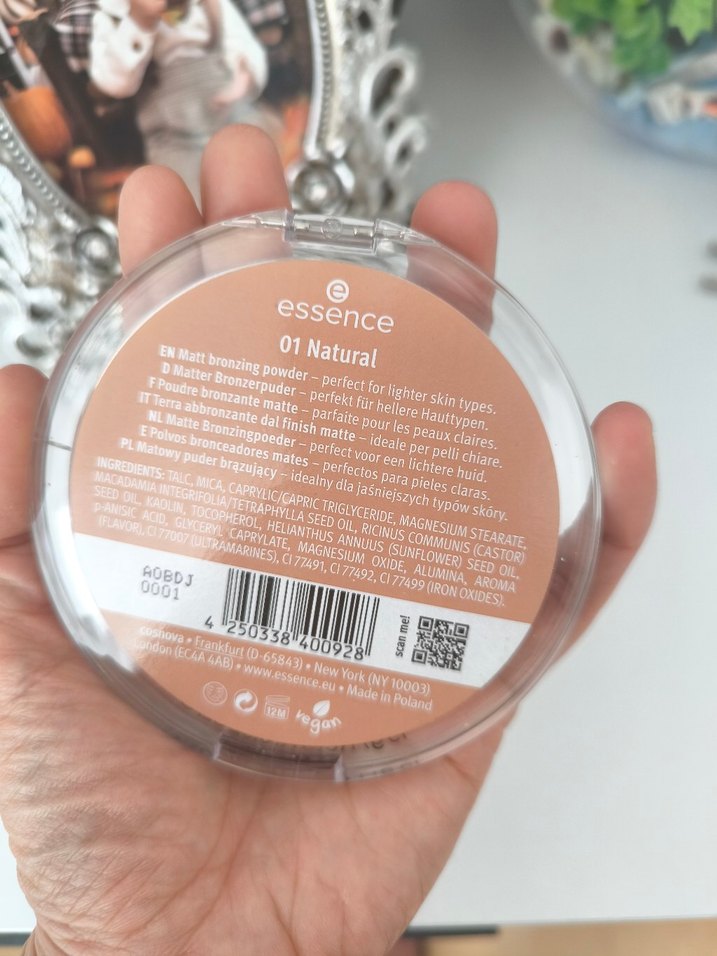 essence
01 Natural
EN Matt bronzing powder – perfect for lighter skin types.
D Matter Bronzerpuder – perfekt für hellere Hauttypen.
F Poudre bronzante matte – parfaite pour les peaux claires.
IT Terra abbronzante dal finish matte – ideale per pelli chiare.
NL Matte Bronzingpoeder – perfect voor een lichtere huid.
E Polvos bronceadores mates – perfectos para pieles claras.
PL Matowy puder brązujący – idealny dla jaśniejszych typów skóry.
INGREDIENTS: TALC, MICA, CAPRYLIC/CAPRIC TRIGLYCERIDE, MAGNESIUM STEARATE,
MACADAMIA INTEGRIFOLIA/TETRAPHYLLA SEED OIL, RICINUS COMMUNIS (CASTOR)
SEED OIL, KAOLIN, TOCOPHEROL, HELIANTHUS ANNUUS (SUNFLOWER) SEED OIL,
p-ANISIC ACID, GLYCERYL CAPRYLATE, MAGNESIUM OXIDE, ALUMINA, AROMA
(FLAVOR), CI 77007 (ULTRAMARINES), CI 77491, CI 77492, CI 77499 (IRON OXIDES).
A0BDJ
0001
4 250338 400928
scan me!
cosnova • Frankfurt (D-65843) • New York (NY 10003)
London (EC4A 4AB) • www.essence.eu • Made in Poland
12M
vegan